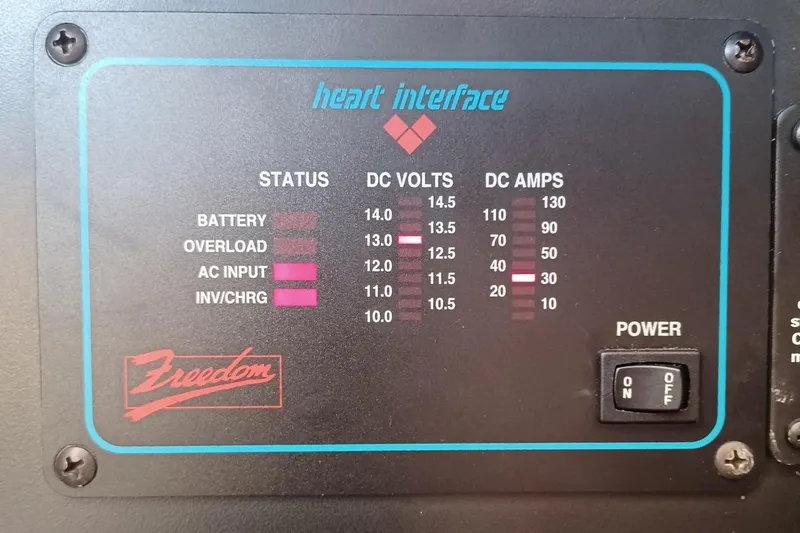 heart interface
STATUS
BATTERY
OVERLOAD
AC INPUT
INV/CHRG
DC VOLTS
14.5
14.0
13.5
13.0
12.5
12.0
11.5
11.0
10.5
10.0
DC AMPS
130
110
90
70
50
40
30
20
10
POWER
ON
OFF
Freedom